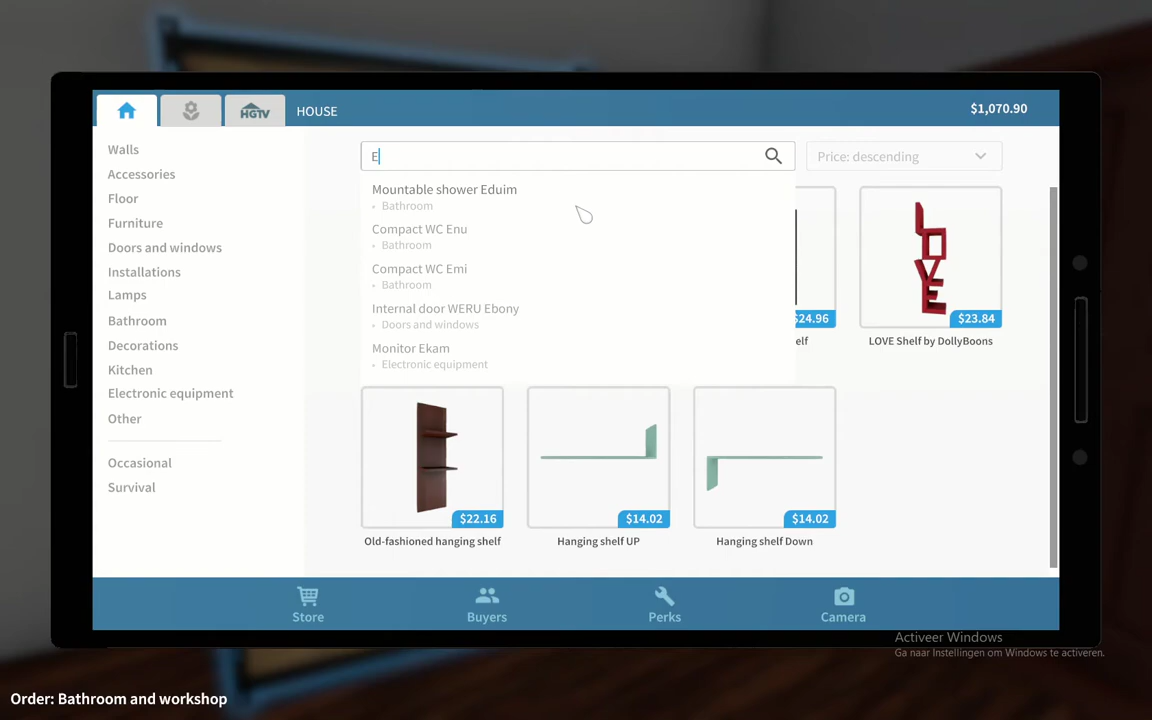 HGTV
HOUSE
$1,070.90
Walls
Accessories
Floor
Furniture
Doors and windows
Installations
Lamps
Bathroom
Decorations
Kitchen
Electronic equipment
Other
Occasional
Survival
E
Price: descending
Mountable shower Eduim
• Bathroom
Compact WC Enu
• Bathroom
Compact WC Emi
• Bathroom
Internal door WERU Ebony
• Doors and windows
Monitor Ekam
• Electronic equipment
$24.96
elf
LOVE
$23.84
LOVE Shelf by DollyBoons
$22.16
Old-fashioned hanging shelf
$14.02
Hanging shelf UP
$14.02
Hanging shelf Down
Store
Buyers
Perks
Camera
Activeer Windows
Ga naar Instellingen om Windows te activeren.
Order: Bathroom and workshop